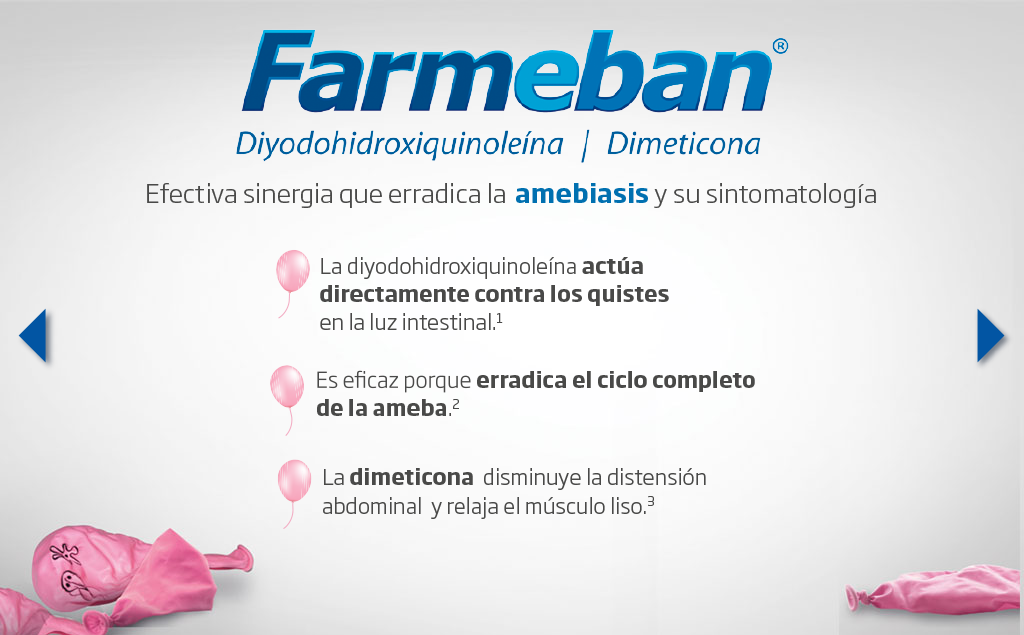 Farmeban®
Diyodohidroxiquinoleína | Dimeticona
Efectiva sinergia que erradica la amebiasis y su sintomatología
La diyodohidroxiquinoleína actúa
directamente contra los quistes
en la luz intestinal.¹
Es eficaz porque erradica el ciclo completo
de la ameba.²
La dimeticona disminuye la distensión
abdominal y relaja el músculo liso.³